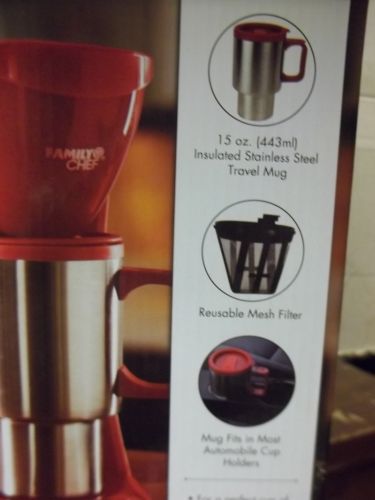 FAMILY
CHEF
15 oz. (443ml)
Insulated Stainless Steel
Travel Mug
Reusable Mesh Filter
Mug Fits in Most
Automobile Cup
Holders